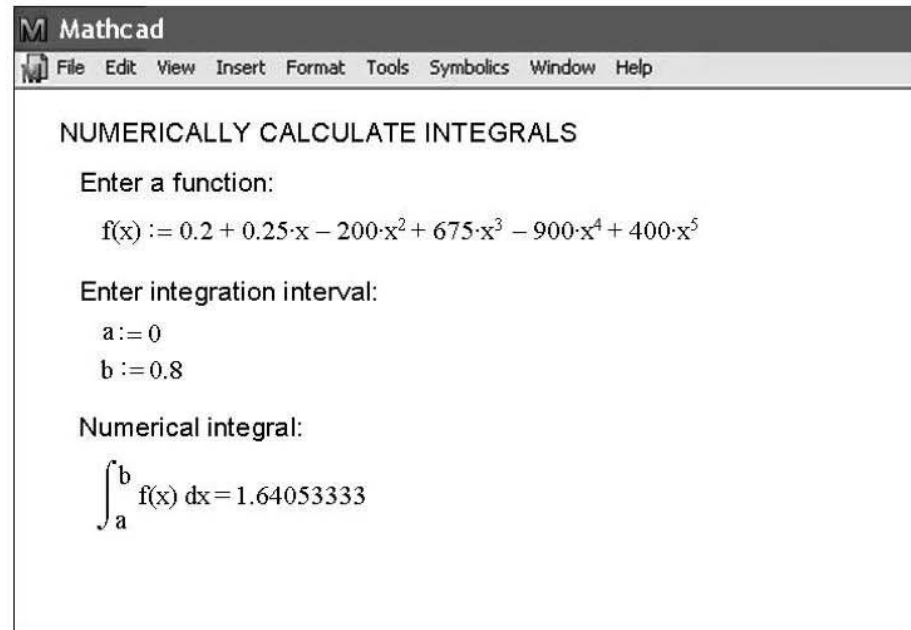 M Mathcad
File Edit View Insert Format Tools Symbolics Window Help
NUMERICALLY CALCULATE INTEGRALS
Enter a function:
f(x) := 0.2 + 0.25·x – 200·x² + 675·x³ – 900·x⁴ + 400·x⁵
Enter integration interval:
a := 0
b := 0.8
Numerical integral:
∫ₐᵇ f(x) dx = 1.64053333